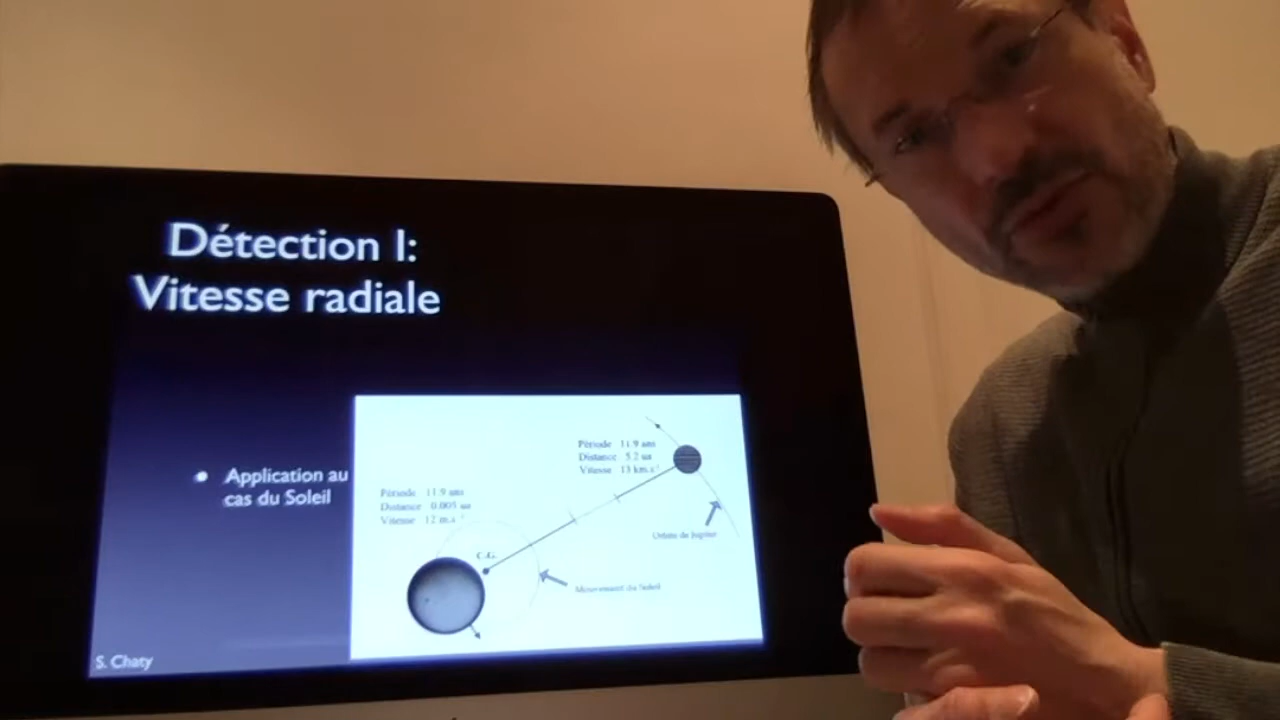 Détection I:
Vitesse radiale
Application au
cas du Soleil
Période 11.9 ans
Distance 5.2 ua
Vitesse 13 km.s⁻¹
Période 11.9 ans
Distance 0.005 ua
Vitesse 12 m.s⁻¹
Orbite de Jupiter
C.G.
Mouvement du Soleil
S. Chaty